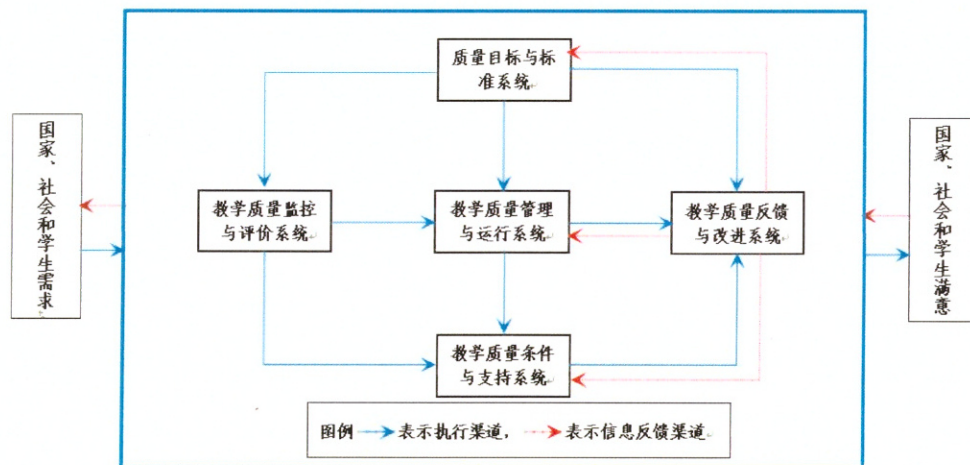 质量目标与标
准系统
国家、社会和学生需求
教学质量监控
与评价系统
教学质量管理
与运行系统
教学质量反馈
与改进系统
国家、社会和学生满意
教学质量条件
与支持系统
图例 表示执行渠道， 表示信息反馈渠道